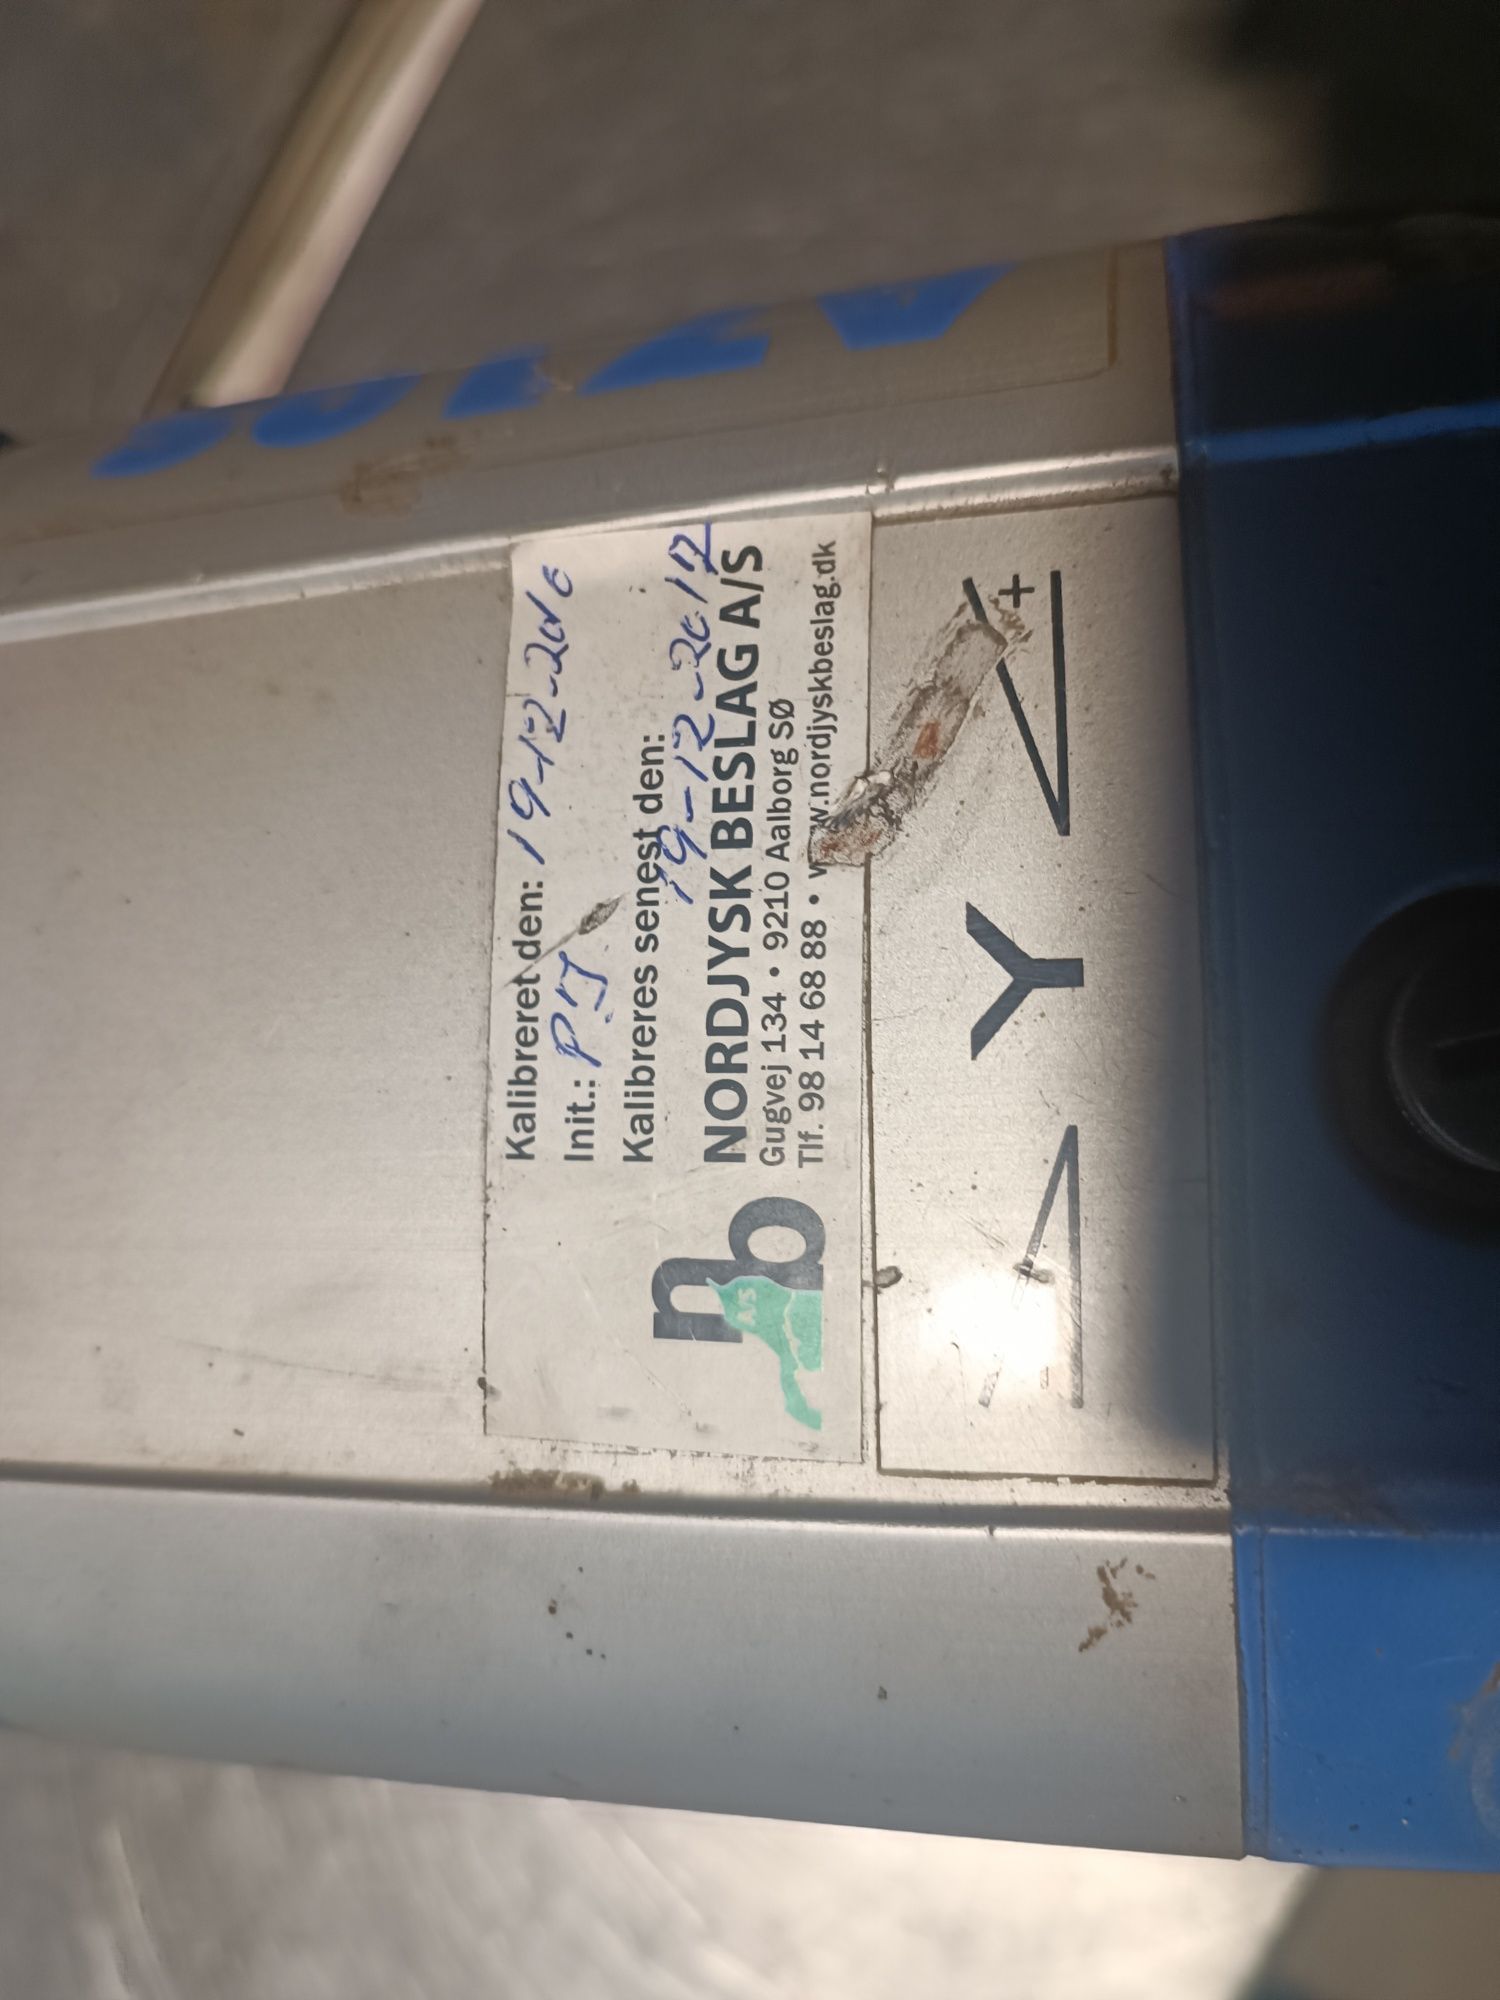 Kalibreret den: 19-12-2016
Init.: PJ
Kalibreres senest den:
19-12-2017
NORDJYSK BESLAG A/S
Gugvej 134 • 9210 Aalborg SØ
Tlf. 98 14 68 88 • www.nordjyskbeslag.dk
nb
A/S
- Y +